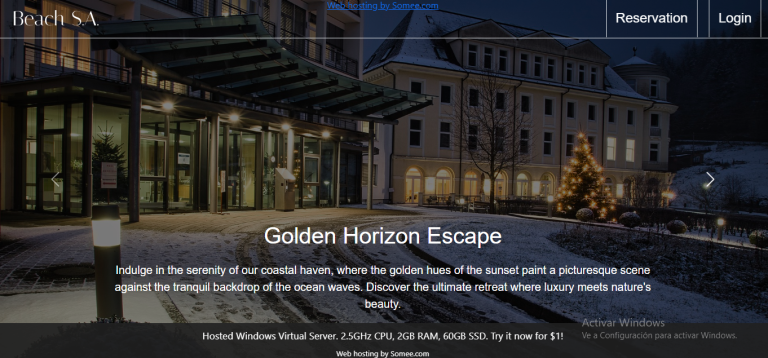 Web hosting by Somee.com
Beach S.A.
Reservation
Login
Golden Horizon Escape
Indulge in the serenity of our coastal haven, where the golden hues of the sunset paint a picturesque scene
against the tranquil backdrop of the ocean waves. Discover the ultimate retreat where luxury meets nature's
beauty.
Activar Windows
Ve a Configuración para activar Windows.
Hosted Windows Virtual Server. 2.5GHz CPU, 2GB RAM, 60GB SSD. Try it now for $1!
Web hosting by Somee.com